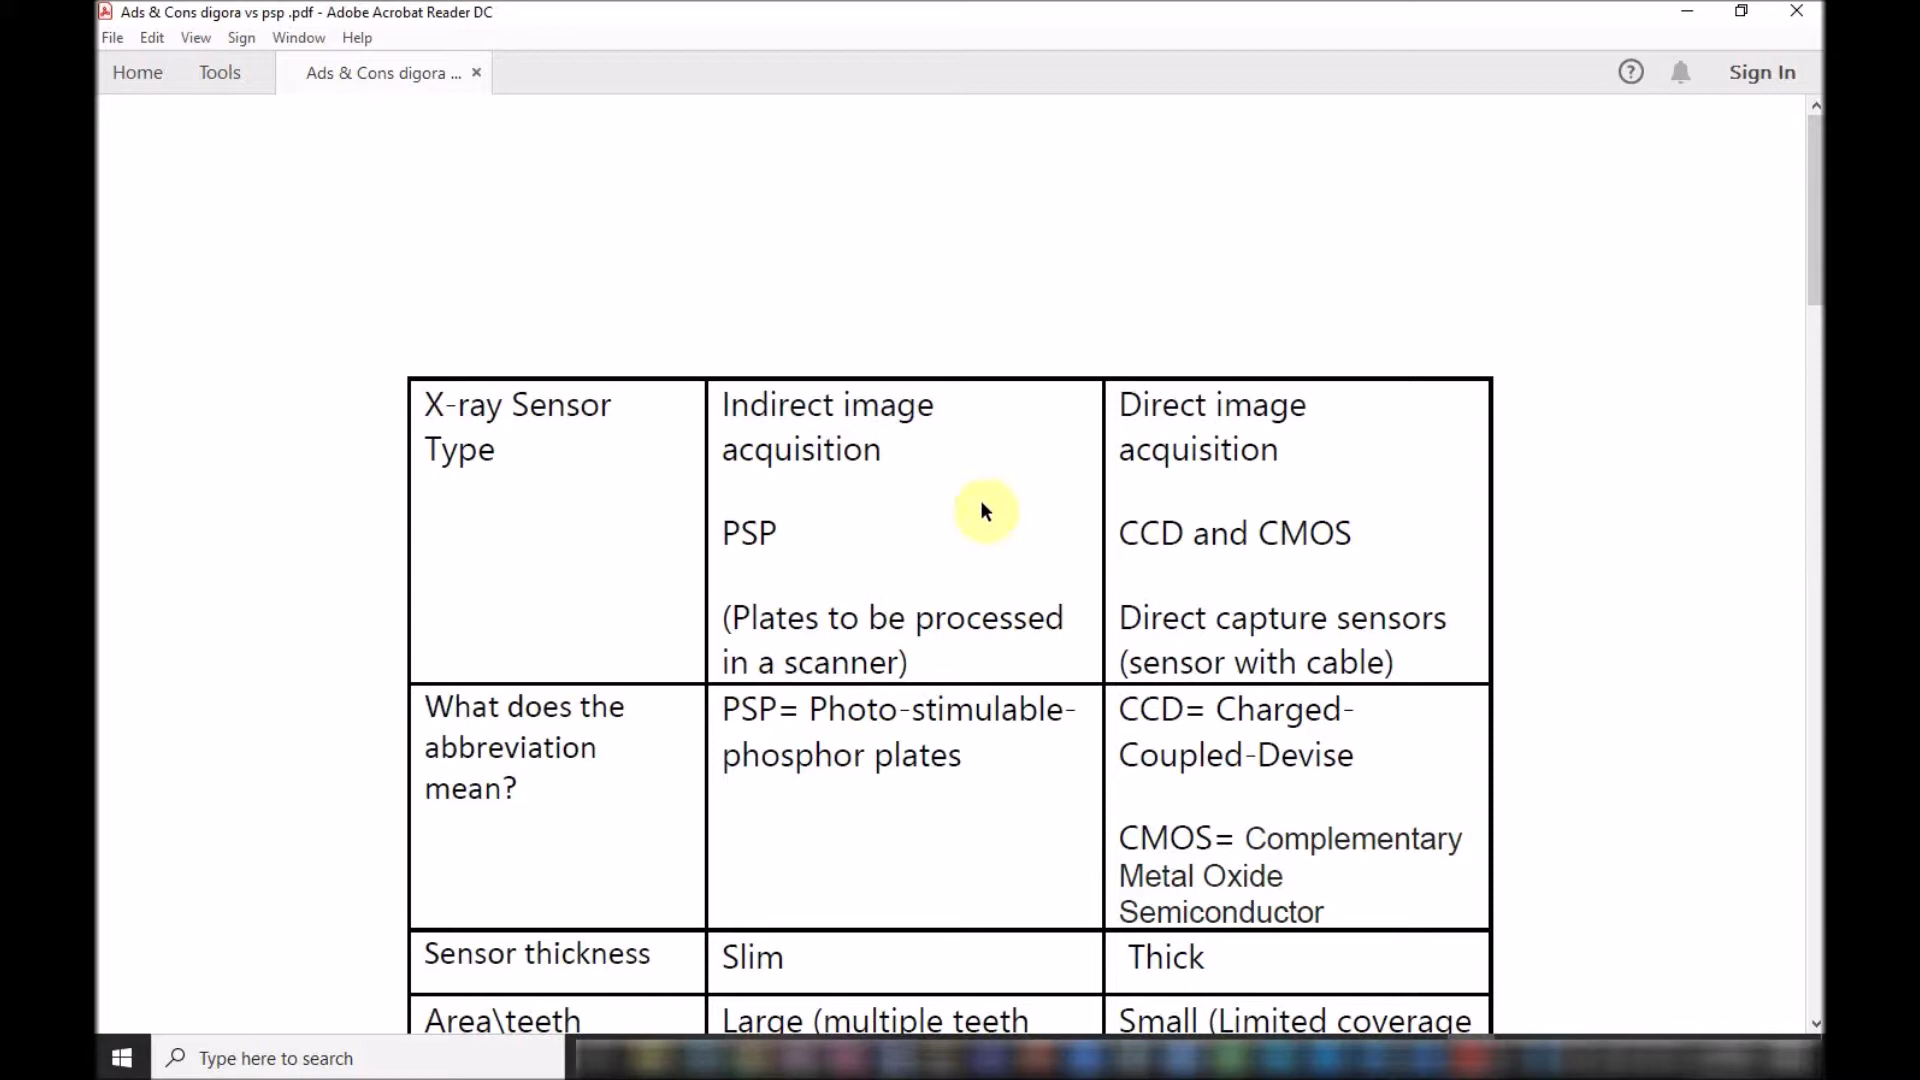 Ads & Cons digora vs psp .pdf - Adobe Acrobat Reader DC
File Edit View Sign Window Help
Home Tools Ads & Cons digora ... × Sign In
X-ray Sensor
Type
Indirect image
acquisition
PSP
(Plates to be processed
in a scanner)
Direct image
acquisition
CCD and CMOS
Direct capture sensors
(sensor with cable)
What does the
abbreviation
mean?
PSP= Photo-stimulable-
phosphor plates
CCD= Charged-
Coupled-Devise
CMOS= Complementary
Metal Oxide
Semiconductor
Sensor thickness
Slim
Thick
Area\teeth
Large (multiple teeth
Small (Limited coverage
Type here to search